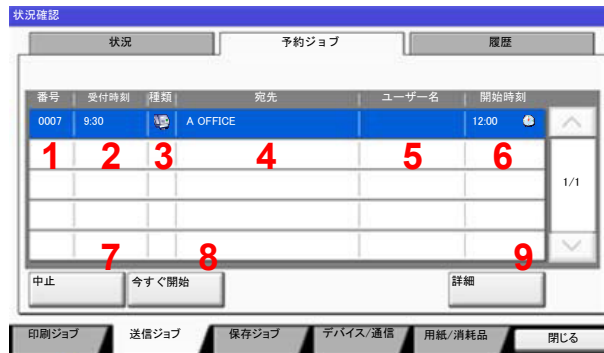 状況確認
状況 予約ジョブ 履歴
番号 受付時刻 種類 宛先 ユーザー名 開始時刻
0007 9:30 A OFFICE 12:00
1 2 3 4 5 6
1/1
7 8 9
中止 今すぐ開始 詳細
印刷ジョブ 送信ジョブ 保存ジョブ デバイス/通信 用紙/消耗品 閉じる